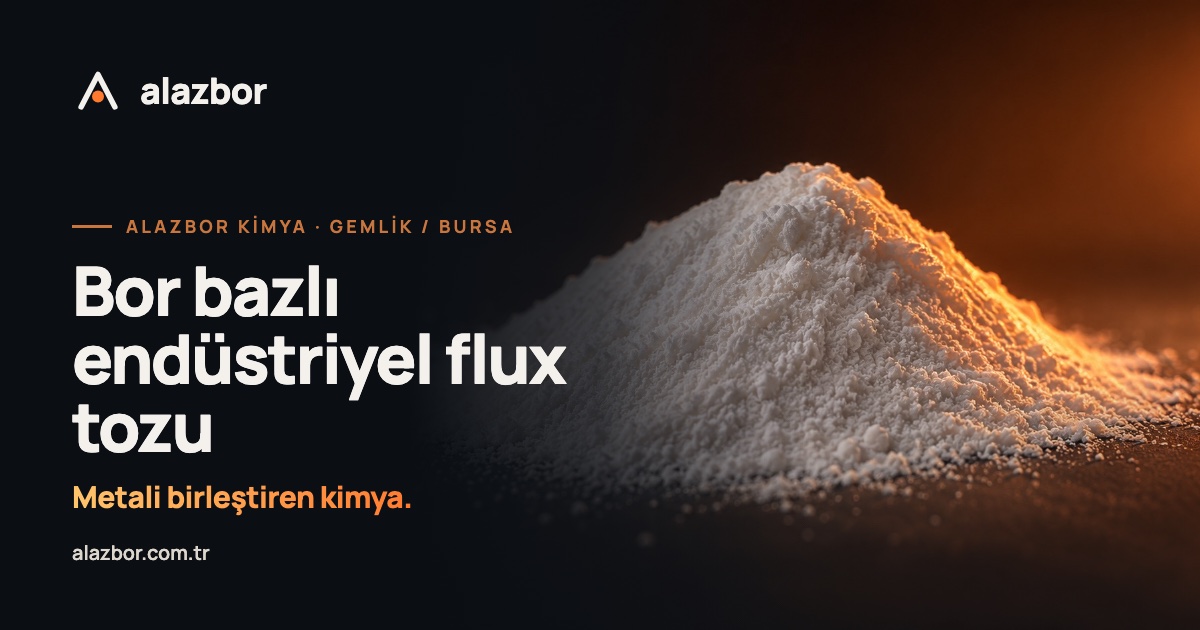 alazbor
ALAZBOR KİMYA · GEMLİK / BURSA
Bor bazlı
endüstriyel flux
tozu
Metali birleştiren kimya.
alazbor.com.tr